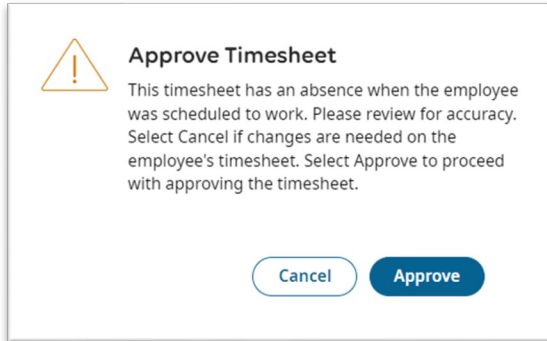 Approve Timesheet
This timesheet has an absence when the employee
was scheduled to work. Please review for accuracy.
Select Cancel if changes are needed on the
employee's timesheet. Select Approve to proceed
with approving the timesheet.
Cancel
Approve